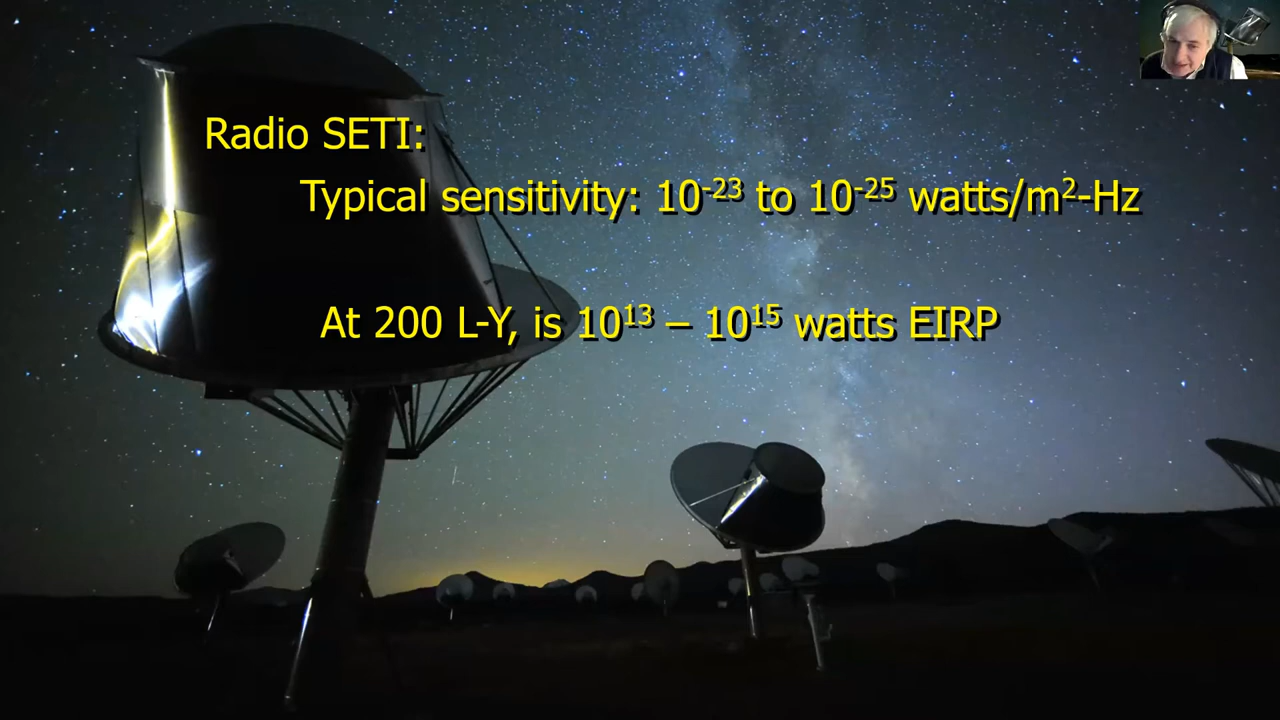 Radio SETI:
Typical sensitivity: 10⁻²³ to 10⁻²⁵ watts/m²-Hz
At 200 L-Y, is 10¹³ – 10¹⁵ watts EIRP